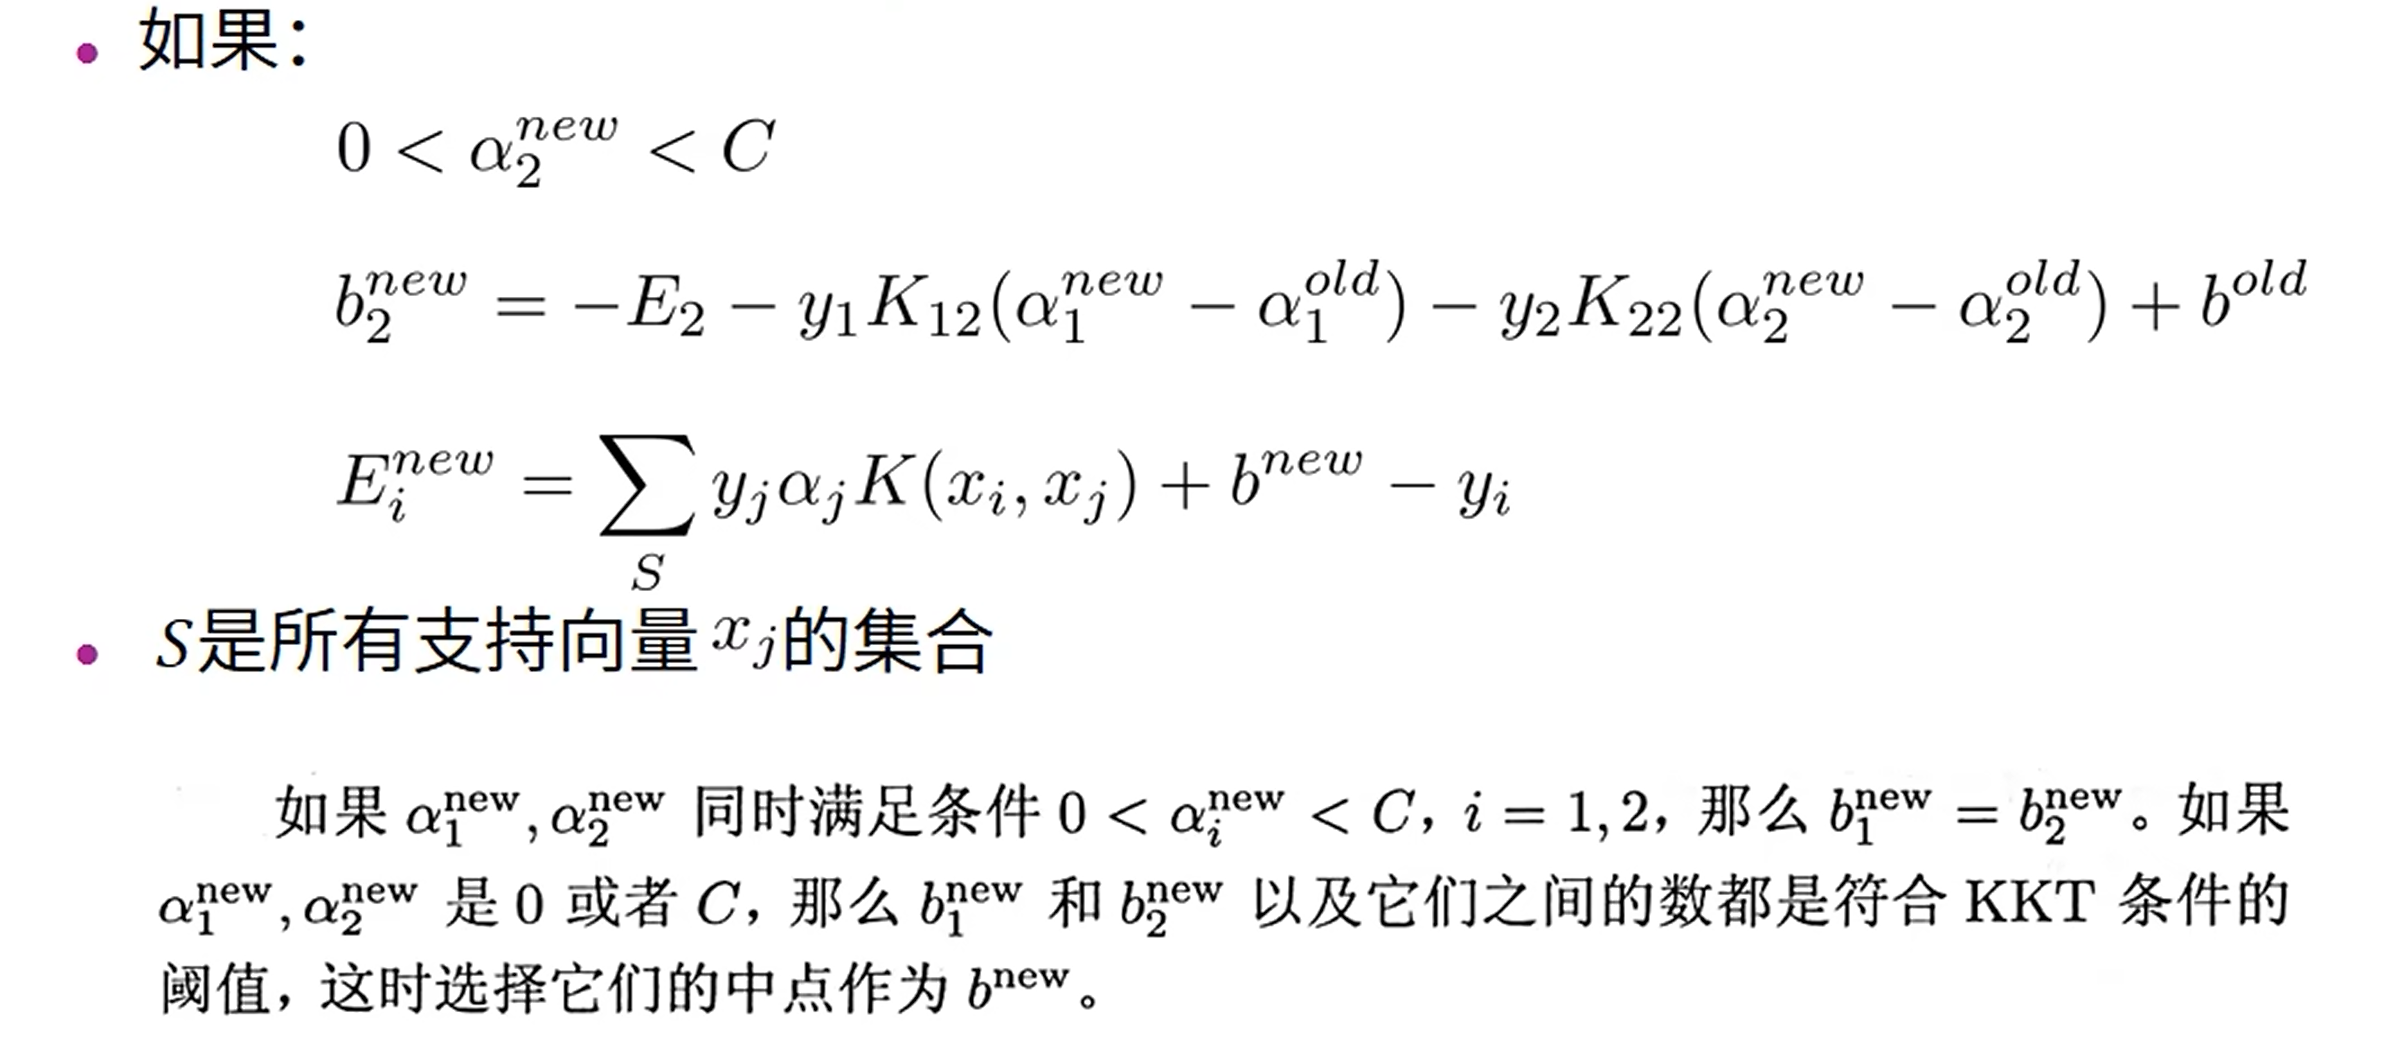 • 如果：
$0 < \alpha_2^{new} < C$
$b_2^{new} = -E_2 - y_1 K_{12}(\alpha_1^{new} - \alpha_1^{old}) - y_2 K_{22}(\alpha_2^{new} - \alpha_2^{old}) + b^{old}$
$E_i^{new} = \sum_S y_j \alpha_j K(x_i, x_j) + b^{new} - y_i$
• $S$是所有支持向量$x_j$的集合
如果 $\alpha_1^{\text{new}}, \alpha_2^{\text{new}}$ 同时满足条件 $0 < \alpha_i^{\text{new}} < C$，$i = 1, 2$，那么 $b_1^{\text{new}} = b_2^{\text{new}}$。如果
$\alpha_1^{\text{new}}, \alpha_2^{\text{new}}$ 是 0 或者 $C$，那么 $b_1^{\text{new}}$ 和 $b_2^{\text{new}}$ 以及它们之间的数都是符合 KKT 条件的
阈值，这时选择它们的中点作为 $b^{\text{new}}$。